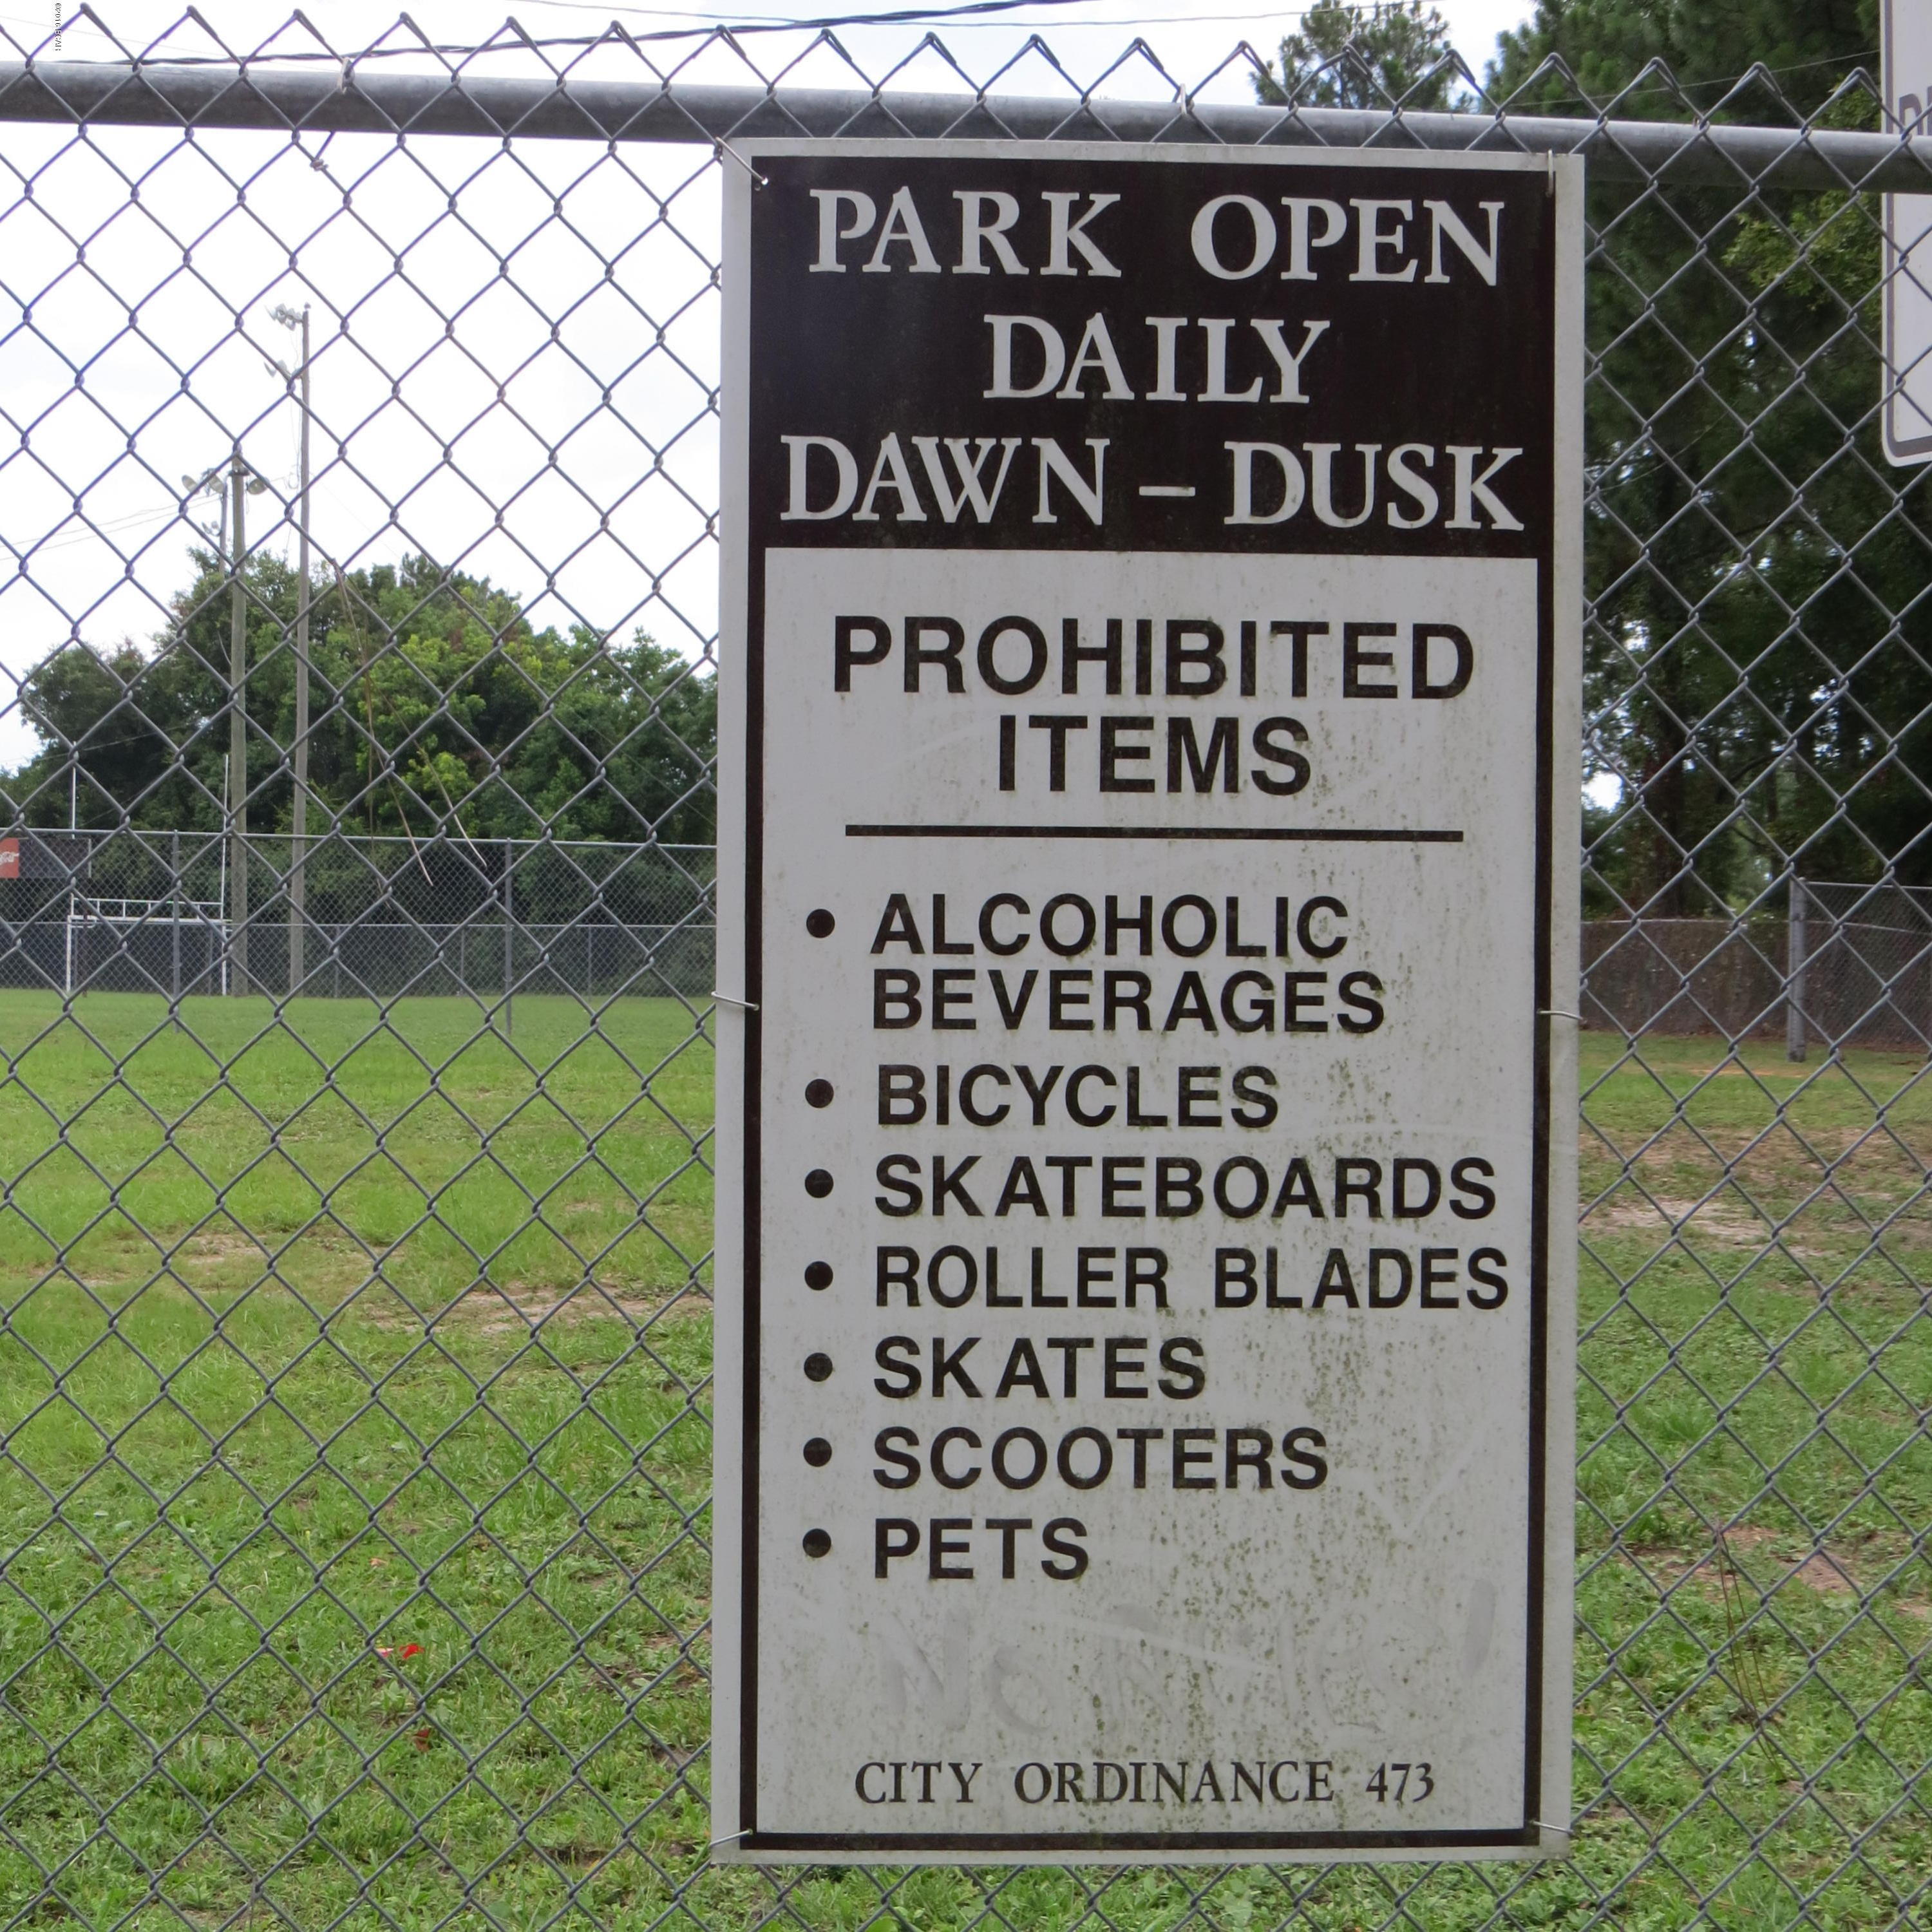 PARK OPEN
DAILY
DAWN – DUSK
PROHIBITED
ITEMS
• ALCOHOLIC
BEVERAGES
• BICYCLES
• SKATEBOARDS
• ROLLER BLADES
• SKATES
• SCOOTERS
• PETS
CITY ORDINANCE 473